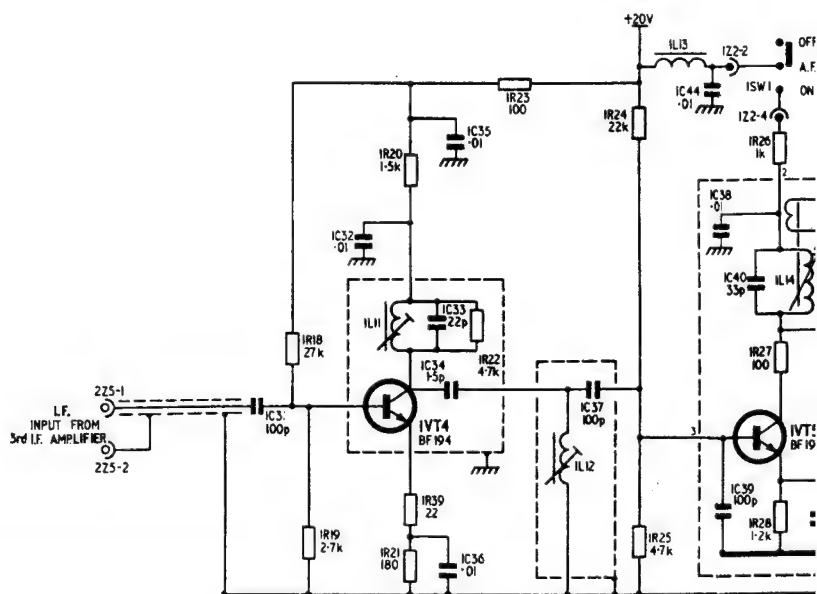 +20V
1L13
1Z2-2
OFF
A.F.
1SW1
ON
1C44
.01
1Z2-4
1R23
100
1R24
22k
1R26
1k
2
1C35
.01
1R20
1·5k
1C38
.01
1C32
.01
1C40
33p
1L14
1L11
1C33
22p
1R18
27k
1C34
1·5p
1R22
4·7k
1R27
100
2Z5-1
I.F.
INPUT FROM
3rd I.F. AMPLIFIER
2Z5-2
1C3
100p
1VT4
BF194
1C37
100p
3
1VT5
BF19
1L12
1C39
100p
1R39
22
1R28
1·2k
1R19
2·7k
1R21
180
1C36
·01
1R25
4·7k